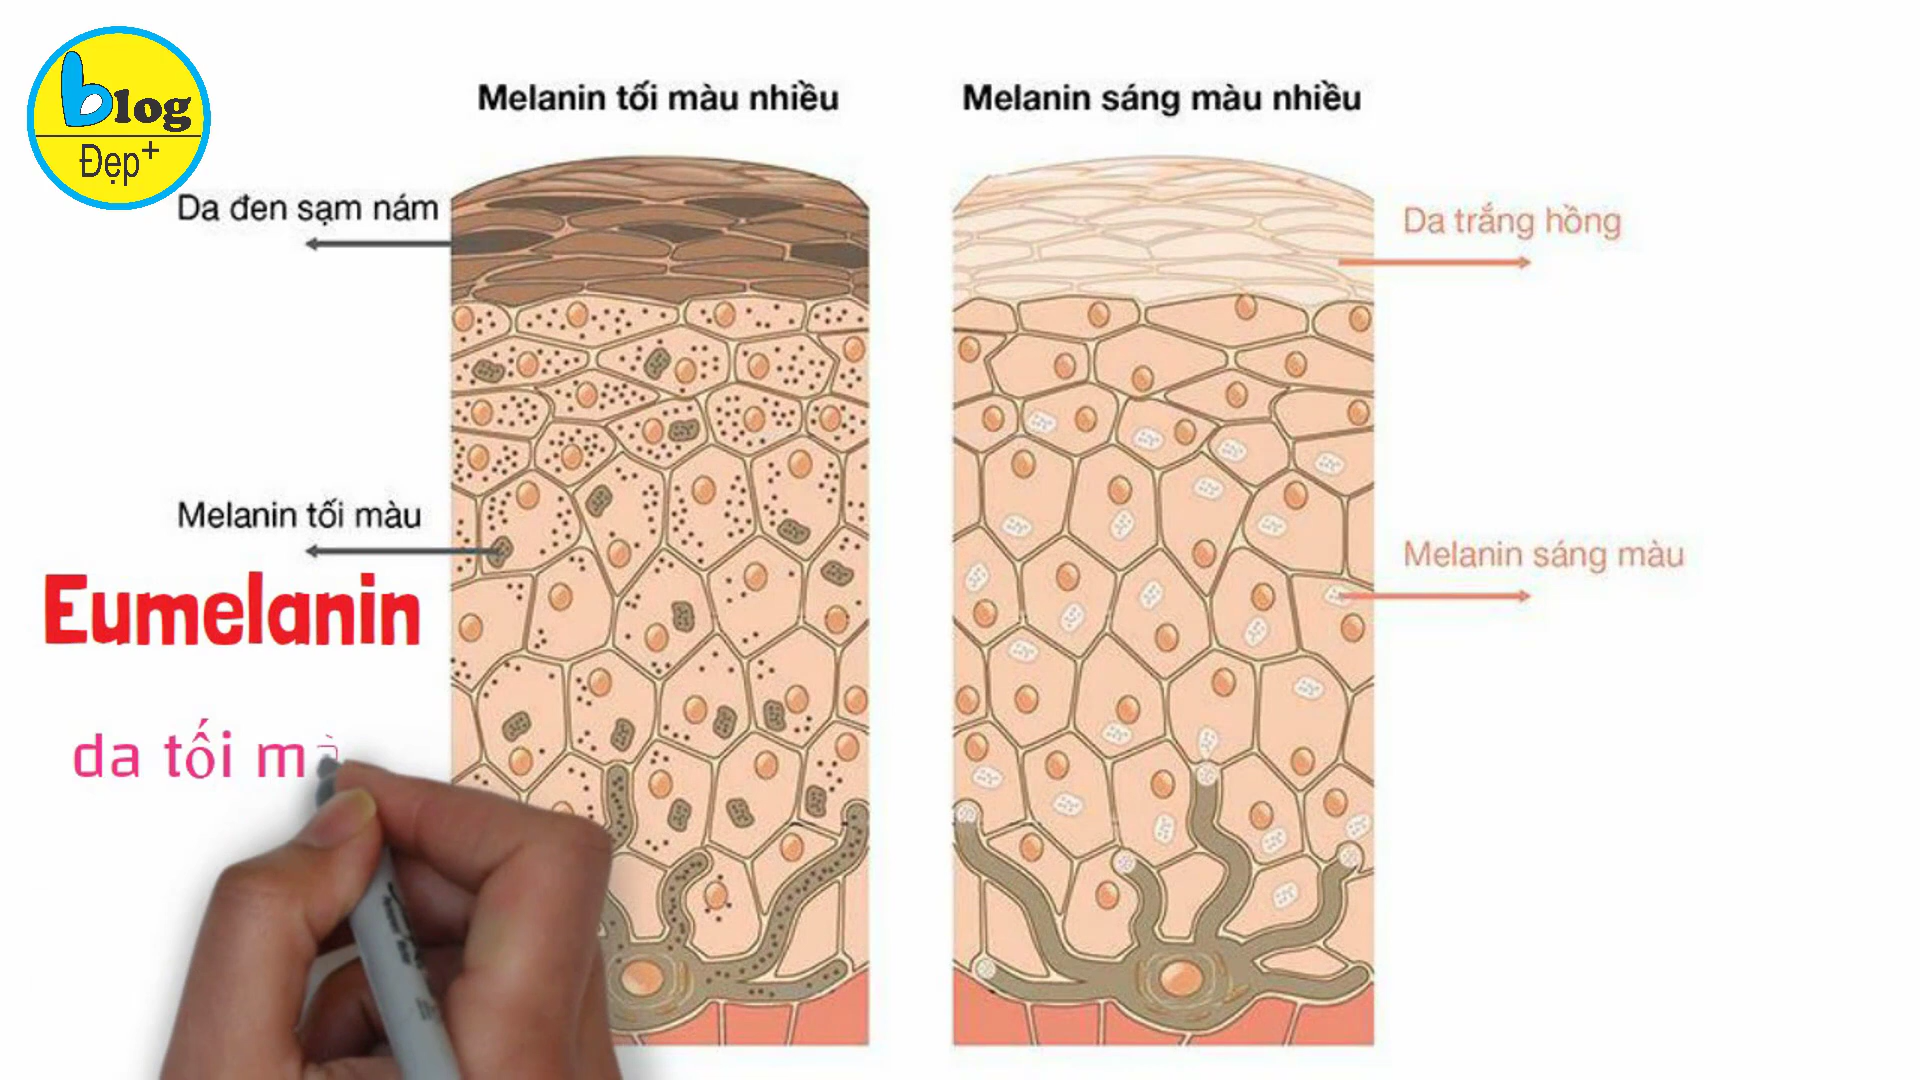 blog
Đẹp+
Melanin tối màu nhiều
Melanin sáng màu nhiều
Da đen sạm nám
Da trắng hồng
Melanin tối màu
Melanin sáng màu
Eumelanin
da tối